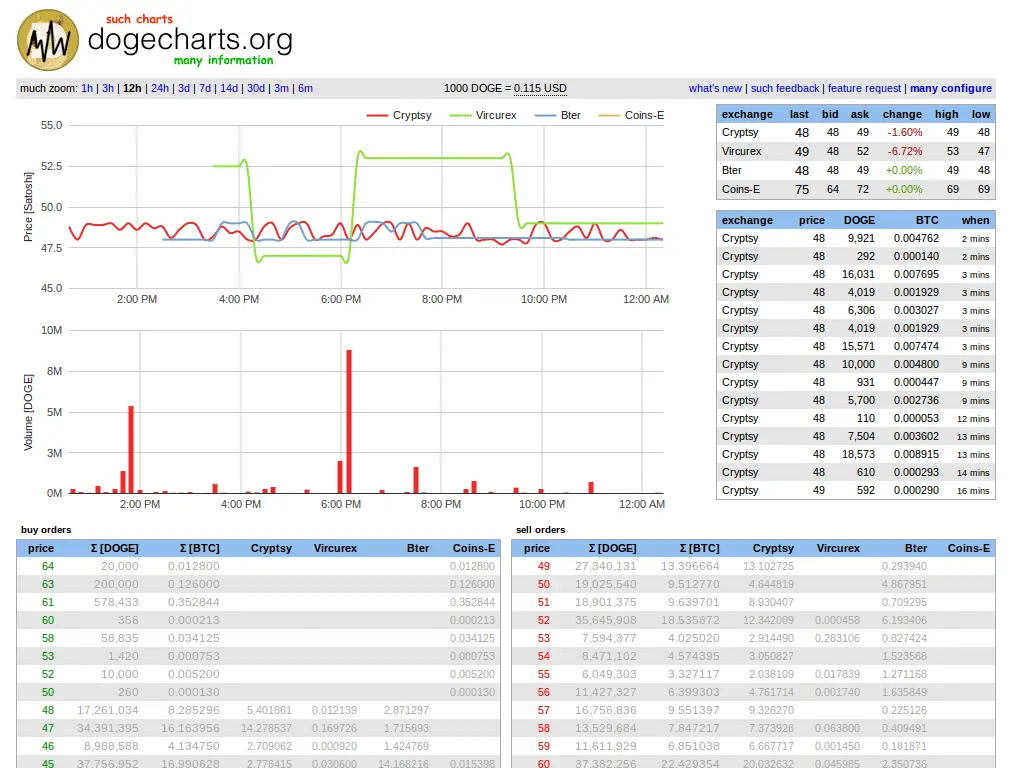 such charts
dogecharts.org
many information
much zoom: 1h | 3h | 12h | 24h | 3d | 7d | 14d | 30d | 3m | 6m
1000 DOGE = 0.115 USD
what's new | such feedback | feature request | many configure
Cryptsy Vircurex Bter Coins-E
Price [Satoshi]
55.0
52.5
50.0
47.5
45.0
2:00 PM 4:00 PM 6:00 PM 8:00 PM 10:00 PM 12:00 AM
Volume [DOGE]
10M
8M
5M
3M
0M
2:00 PM 4:00 PM 6:00 PM 8:00 PM 10:00 PM 12:00 AM
exchange last bid ask change high low
Cryptsy 48 48 49 -1.60% 49 48
Vircurex 49 48 52 -6.72% 53 47
Bter 48 48 49 +0.00% 49 48
Coins-E 75 64 72 +0.00% 69 69
exchange price DOGE BTC when
Cryptsy 48 9,921 0.004762 2 mins
Cryptsy 48 292 0.000140 2 mins
Cryptsy 48 16,031 0.007695 3 mins
Cryptsy 48 4,019 0.001929 3 mins
Cryptsy 48 6,306 0.003027 3 mins
Cryptsy 48 4,019 0.001929 3 mins
Cryptsy 48 15,571 0.007474 3 mins
Cryptsy 48 10,000 0.004800 9 mins
Cryptsy 48 931 0.000447 9 mins
Cryptsy 48 5,700 0.002736 9 mins
Cryptsy 48 110 0.000053 12 mins
Cryptsy 48 7,504 0.003602 13 mins
Cryptsy 48 18,573 0.008915 13 mins
Cryptsy 48 610 0.000293 14 mins
Cryptsy 49 592 0.000290 16 mins
buy orders
price Σ [DOGE] Σ [BTC] Cryptsy Vircurex Bter Coins-E
64 20,000 0.012800 0.012800
63 200,000 0.126000 0.126000
61 578,433 0.352844 0.352844
60 356 0.000213 0.000213
58 58,835 0.034125 0.034125
53 1,420 0.000753 0.000753
52 10,000 0.005200 0.005200
50 260 0.000130 0.000130
48 17,261,034 8.285296 5.401861 0.012139 2.871297
47 34,391,395 16.163956 14.278537 0.169726 1.715693
46 8,988,588 4.134750 2.709062 0.000920 1.424769
45 37,756,952 16.990628 2.776415 0.030600 14.168216 0.015398
sell orders
price Σ [DOGE] Σ [BTC] Cryptsy Vircurex Bter Coins-E
49 27,340,131 13.396664 13.102725 0.293940
50 19,025,540 9.512770 4.644819 4.867951
51 18,901,375 9.639701 8.930407 0.709295
52 35,645,908 18.535872 12.342009 0.000458 6.193406
53 7,594,377 4.025020 2.914490 0.283106 0.827424
54 8,471,102 4.574395 3.050827 1.523568
55 6,049,303 3.327117 2.038109 0.017839 1.271168
56 11,427,327 6.399303 4.761714 0.001740 1.635849
57 16,756,836 9.551397 9.326270 0.225126
58 13,529,684 7.847217 7.373926 0.063800 0.409491
59 11,611,929 6.851038 6.667717 0.001450 0.181871
60 37,382,256 22.429354 20.032632 0.045985 2.350736